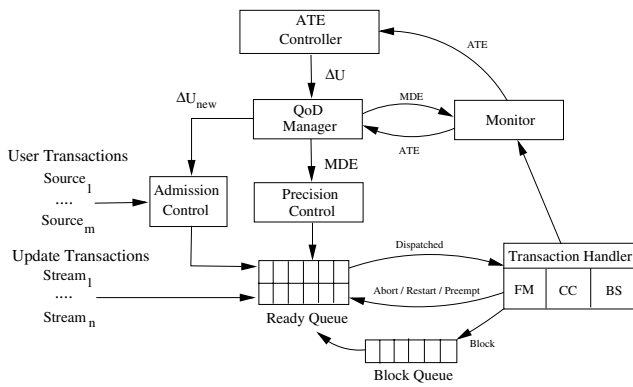 ATE
Controller
ATE
ΔU
ΔU_new
QoD
Manager
MDE
ATE
Monitor
User Transactions
Source_1
....
Source_m
MDE
Admission
Control
Precision
Control
Update Transactions
Stream_1
....
Stream_n
Dispatched
Transaction Handler
FM CC BS
Abort / Restart / Preempt
Ready Queue
Block
Block Queue